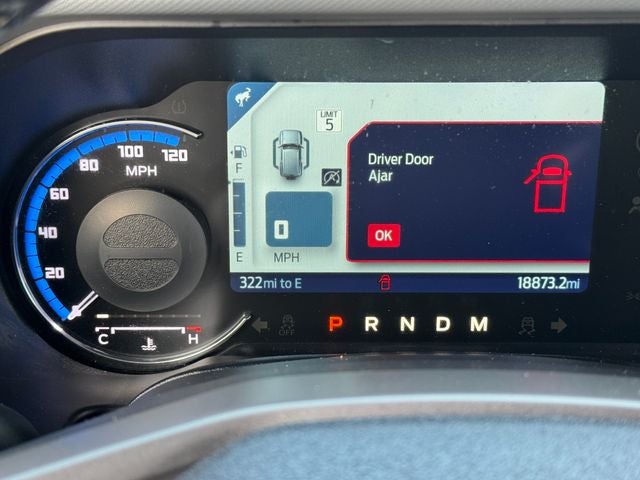 120
100
80
60
40
20
MPH
C
H
F
E
LIMIT
5
0
MPH
Driver Door
Ajar
OK
322mi to E
18873.2mi
OFF
P R N D M